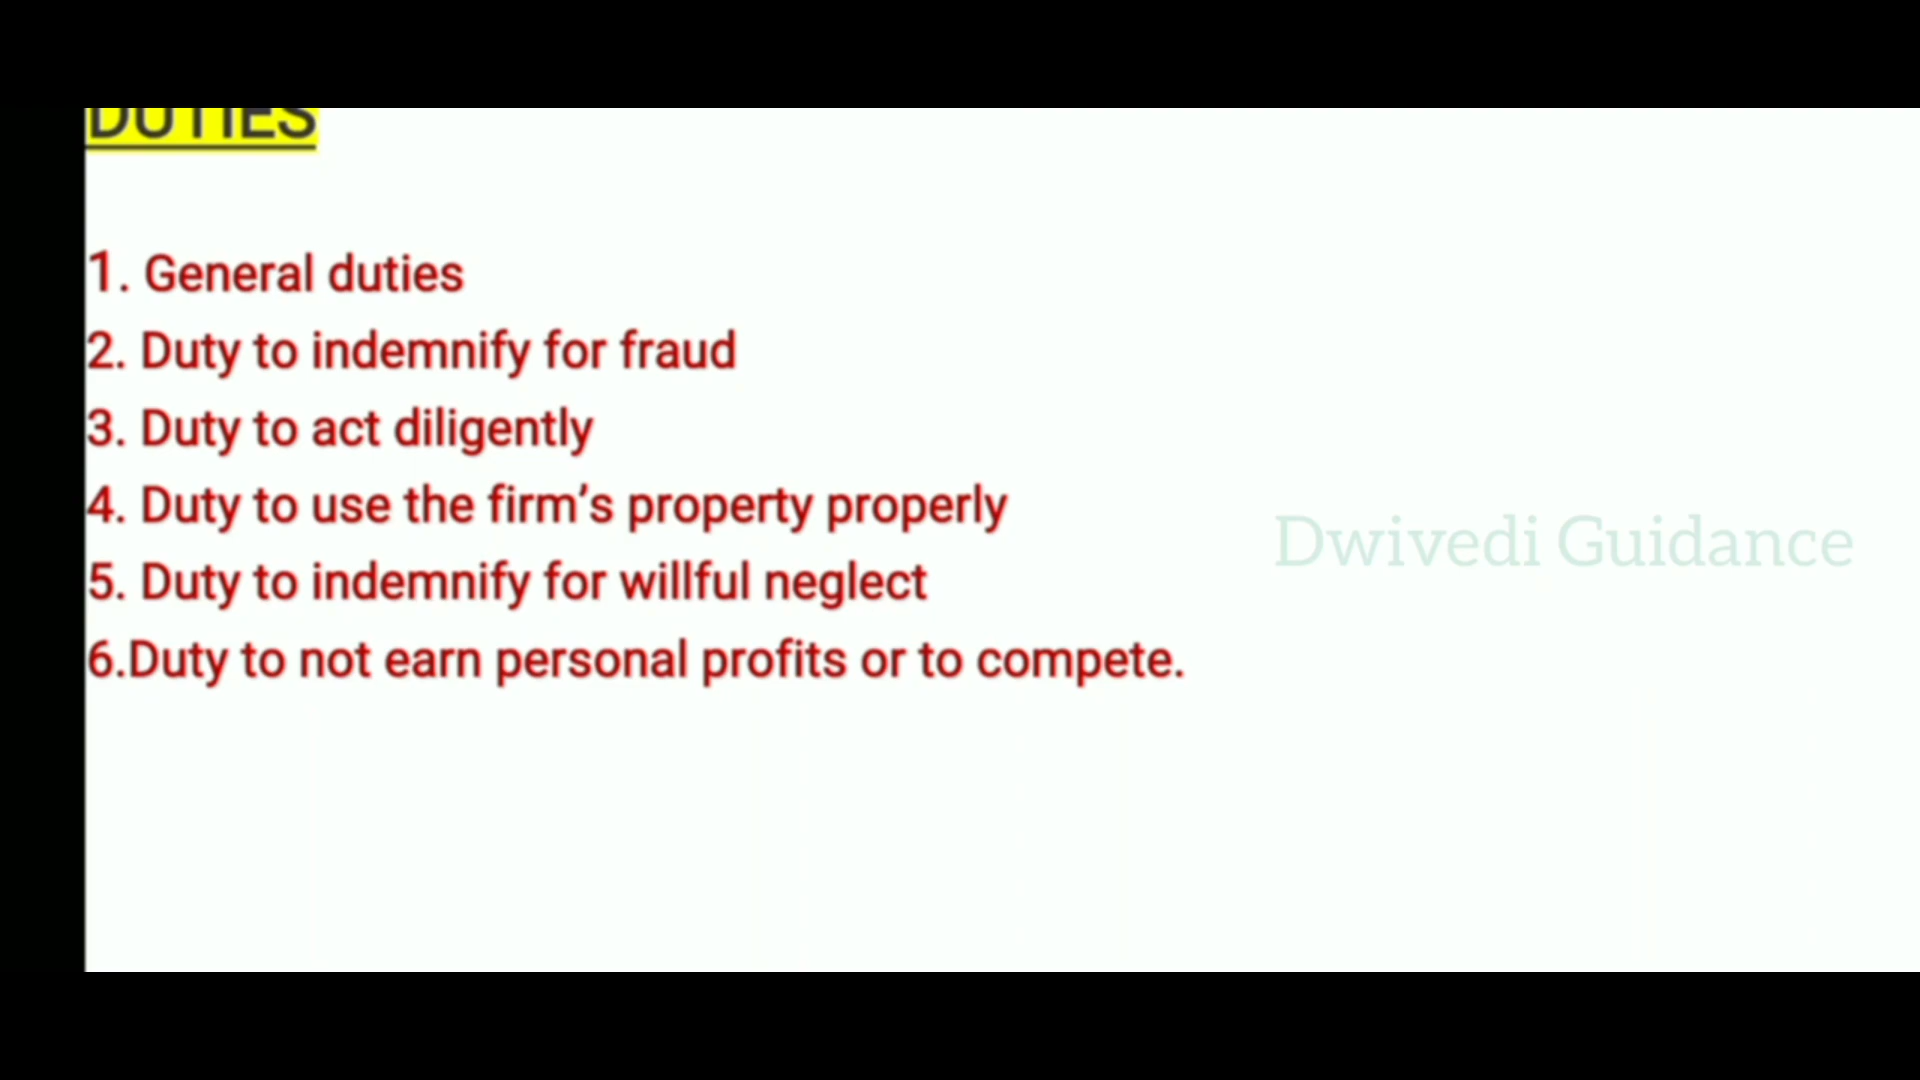 DUTIES
1. General duties
2. Duty to indemnify for fraud
3. Duty to act diligently
4. Duty to use the firm’s property properly
Dwivedi Guidance
5. Duty to indemnify for willful neglect
6.Duty to not earn personal profits or to compete.